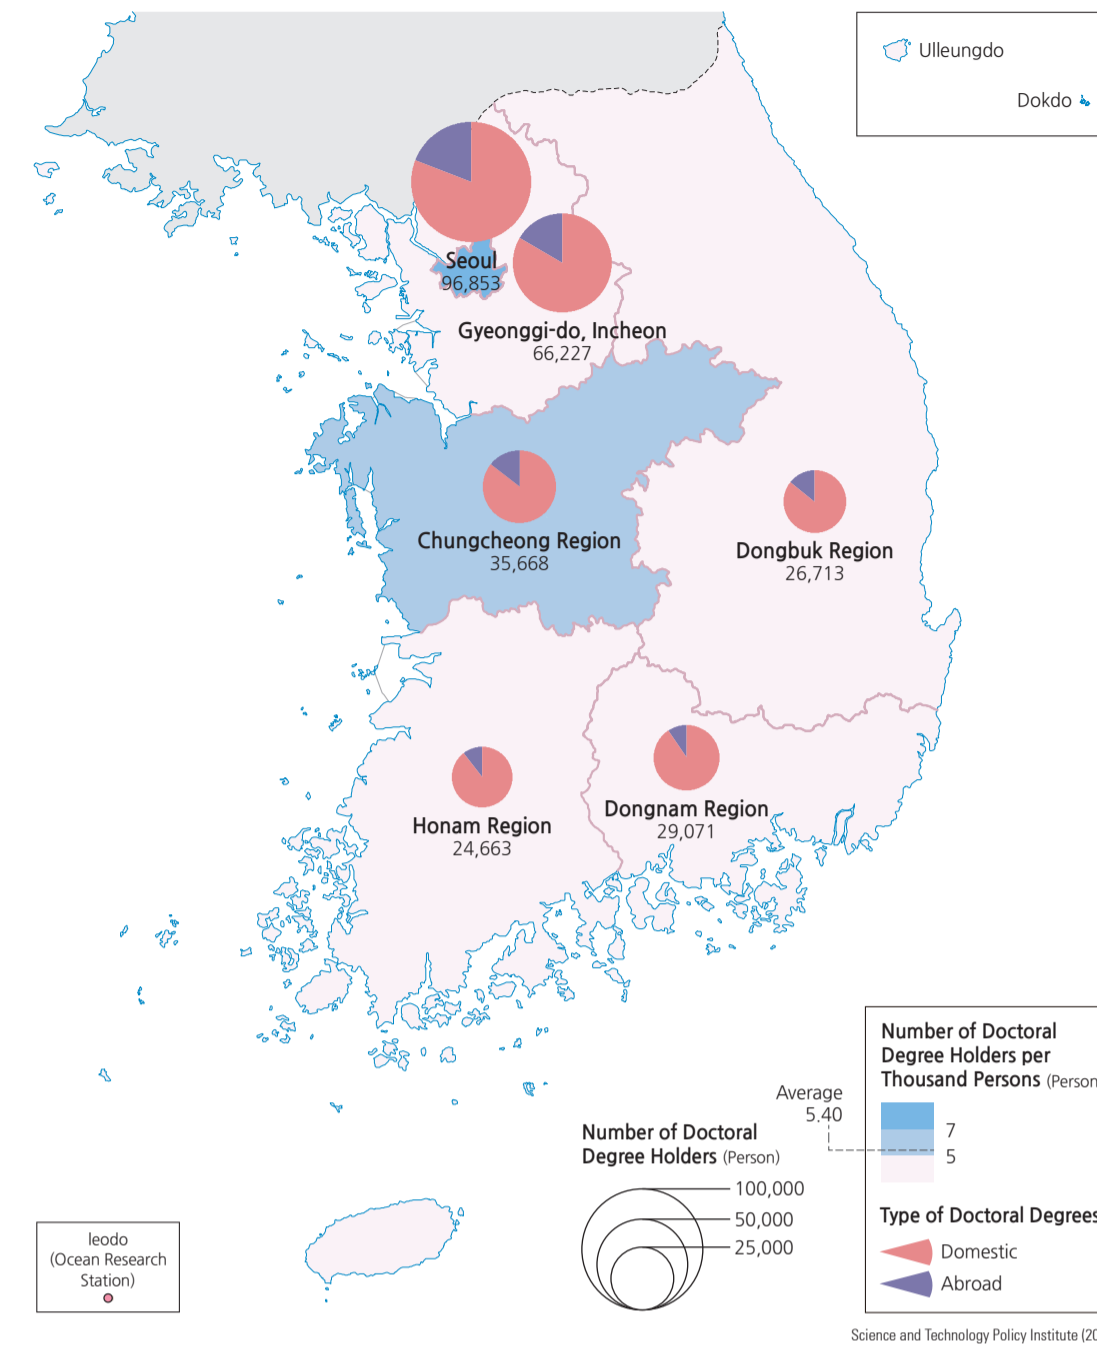 Ulleungdo
Dokdo
Seoul
96,853
Gyeonggi-do, Incheon
66,227
Chungcheong Region
35,668
Dongbuk Region
26,713
Honam Region
24,663
Dongnam Region
29,071
Ieodo
(Ocean Research
Station)
Number of Doctoral
Degree Holders (Person)
100,000
50,000
25,000
Average
5.40
Number of Doctoral
Degree Holders per
Thousand Persons (Person
7
5
Type of Doctoral Degrees
Domestic
Abroad
Science and Technology Policy Institute (20